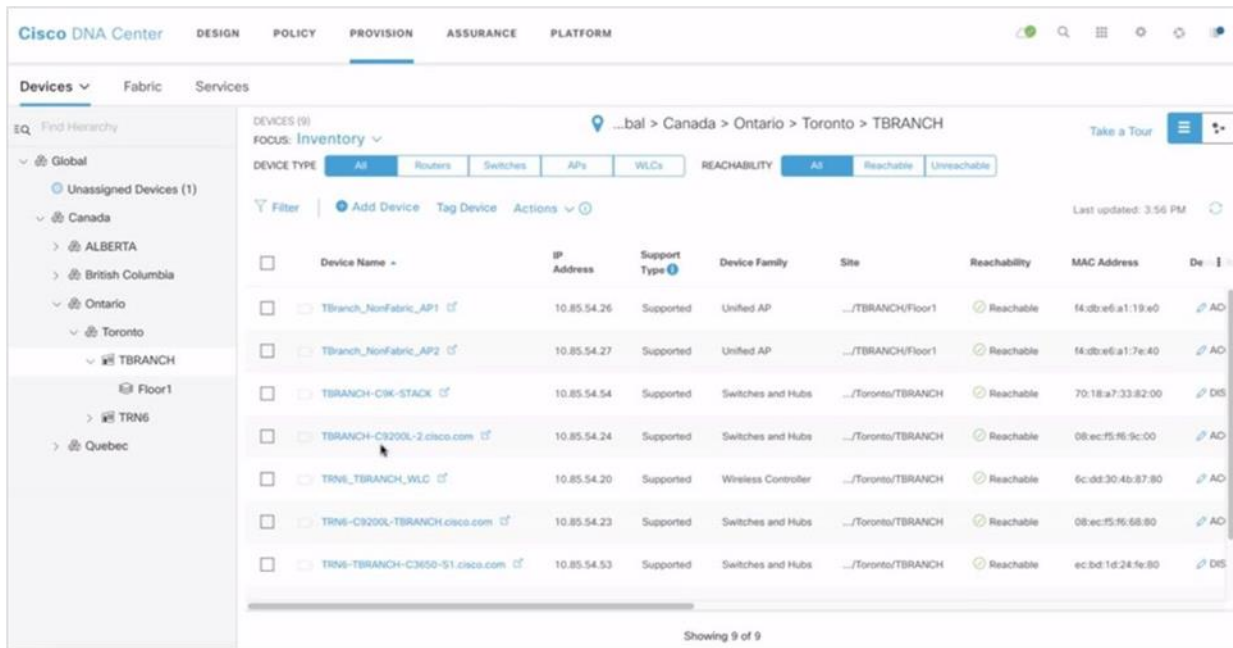 Cisco DNA Center DESIGN POLICY PROVISION ASSURANCE PLATFORM
Devices Fabric Services
Find Hierarchy
Global
Unassigned Devices (1)
Canada
ALBERTA
British Columbia
Ontario
Toronto
TBRANCH
Floor1
TRN6
Quebec
DEVICES (9)
FOCUS: Inventory
...bal > Canada > Ontario > Toronto > TBRANCH
Take a Tour
DEVICE TYPE All Routers Switches APs WLCs REACHABILITY All Reachable Unreachable
Filter Add Device Tag Device Actions Last updated: 3:56 PM
Device Name IP Address Support Type Device Family Site Reachability MAC Address De
TBranch_NonFabric_AP1 10.85.54.26 Supported Unified AP .../TBRANCH/Floor1 Reachable f4:db:e6:a1:19:e0 AC
TBranch_NonFabric_AP2 10.85.54.27 Supported Unified AP .../TBRANCH/Floor1 Reachable f4:db:e6:a1:7e:40 AC
TBRANCH-C9K-STACK 10.85.54.54 Supported Switches and Hubs .../Toronto/TBRANCH Reachable 70:18:a7:33:82:00 DIS
TBRANCH-C9200L-2.cisco.com 10.85.54.24 Supported Switches and Hubs .../Toronto/TBRANCH Reachable 08:ec:f5:f6:9c:00 AC
TRN6_TBRANCH_WLC 10.85.54.20 Supported Wireless Controller .../Toronto/TBRANCH Reachable 6c:dd:30:4b:87:80 AC
TRN6-C9200L-TBRANCH.cisco.com 10.85.54.23 Supported Switches and Hubs .../Toronto/TBRANCH Reachable 08:ec:f5:f6:68:80 AC
TRN6-TBRANCH-C3650-S1.cisco.com 10.85.54.53 Supported Switches and Hubs .../Toronto/TBRANCH Reachable ec:bd:1d:24:fe:80 DIS
Showing 9 of 9